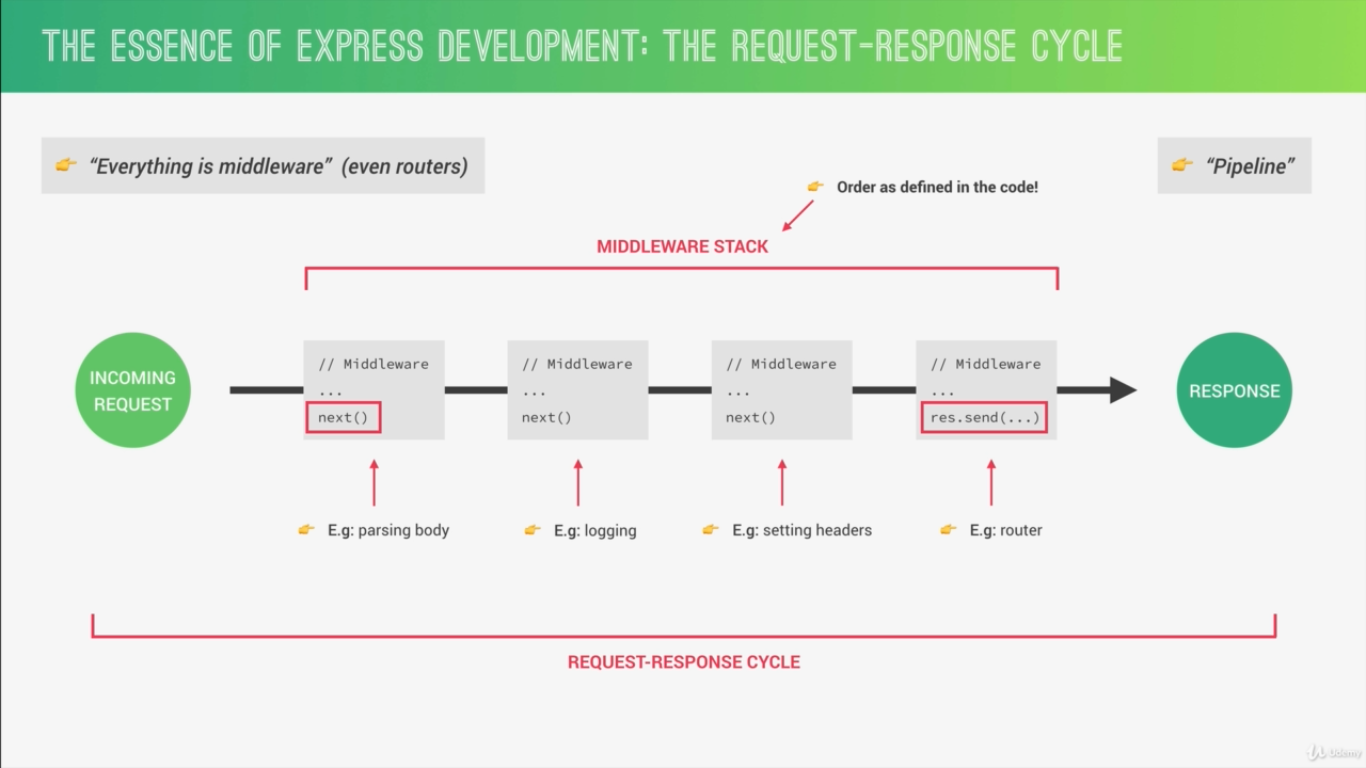 THE ESSENCE OF EXPRESS DEVELOPMENT: THE REQUEST-RESPONSE CYCLE
👉 “Everything is middleware” (even routers)
👉 “Pipeline”
👉 Order as defined in the code!
MIDDLEWARE STACK
INCOMING
REQUEST
// Middleware
...
next()
// Middleware
...
next()
// Middleware
...
next()
// Middleware
...
res.send(...)
RESPONSE
👉 E.g: parsing body
👉 E.g: logging
👉 E.g: setting headers
👉 E.g: router
REQUEST-RESPONSE CYCLE
Udemy